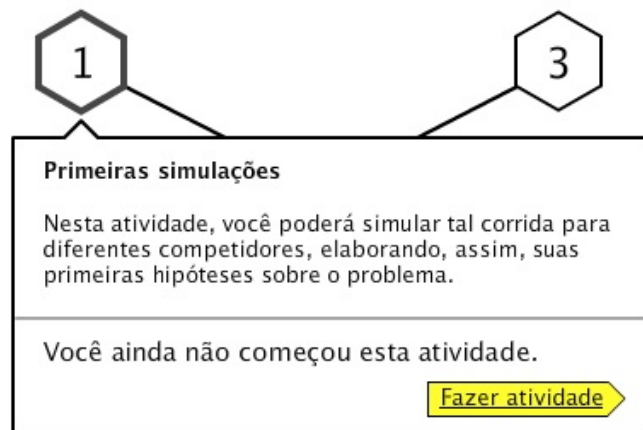 1 3
Primeiras simulações
Nesta atividade, você poderá simular tal corrida para
diferentes competidores, elaborando, assim, suas
primeiras hipóteses sobre o problema.
Você ainda não começou esta atividade.
Fazer atividade